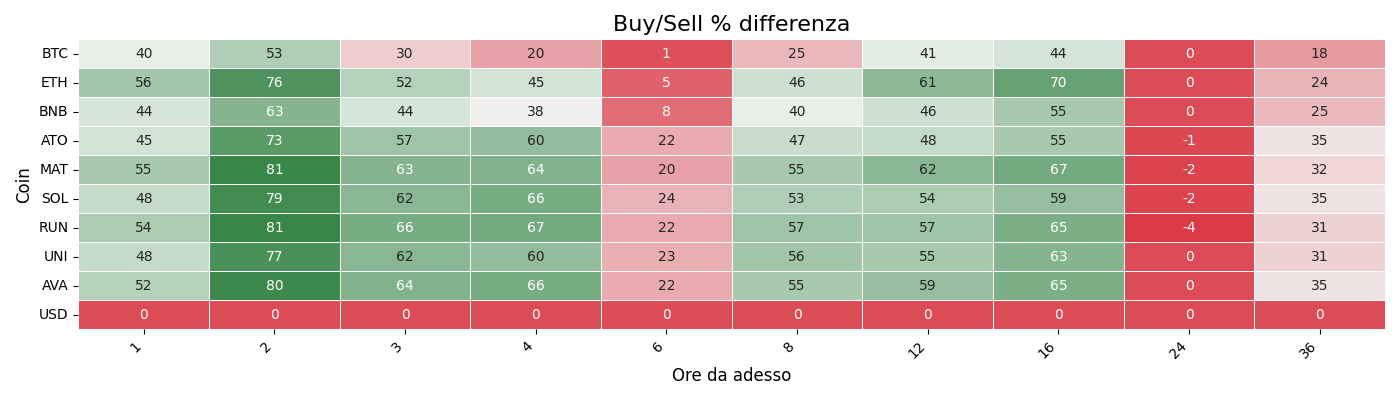 Buy/Sell % differenza
Coin
BTC 40 53 30 20 1 25 41 44 0 18
ETH 56 76 52 45 5 46 61 70 0 24
BNB 44 63 44 38 8 40 46 55 0 25
ATO 45 73 57 60 22 47 48 55 -1 35
MAT 55 81 63 64 20 55 62 67 -2 32
SOL 48 79 62 66 24 53 54 59 -2 35
RUN 54 81 66 67 22 57 57 65 -4 31
UNI 48 77 62 60 23 56 55 63 0 31
AVA 52 80 64 66 22 55 59 65 0 35
USD 0 0 0 0 0 0 0 0 0 0
1 2 3 4 6 8 12 16 24 36
Ore da adesso